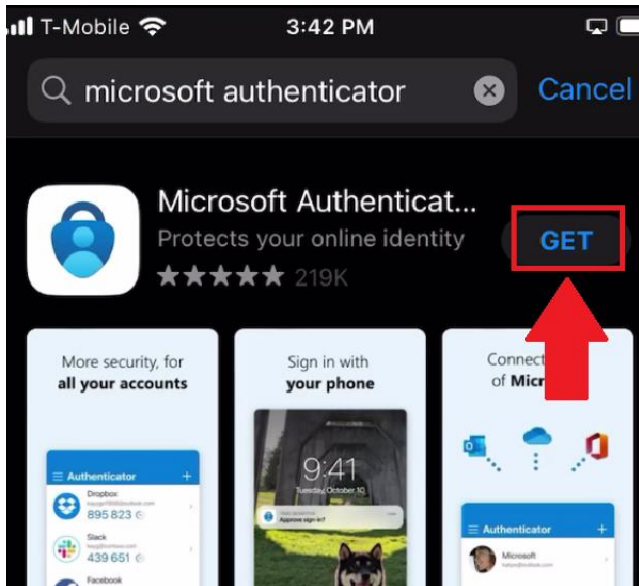 T-Mobile
3:42 PM
microsoft authenticator
Cancel
Microsoft Authenticat...
Protects your online identity
GET
219K
More security, for
all your accounts
Authenticator
Dropbox
895 823
Slack
439 651
Facebook
Sign in with
your phone
9:41
Tuesday, October 10
Approve sign-in?
Connect
of Micr
Authenticator
Microsoft